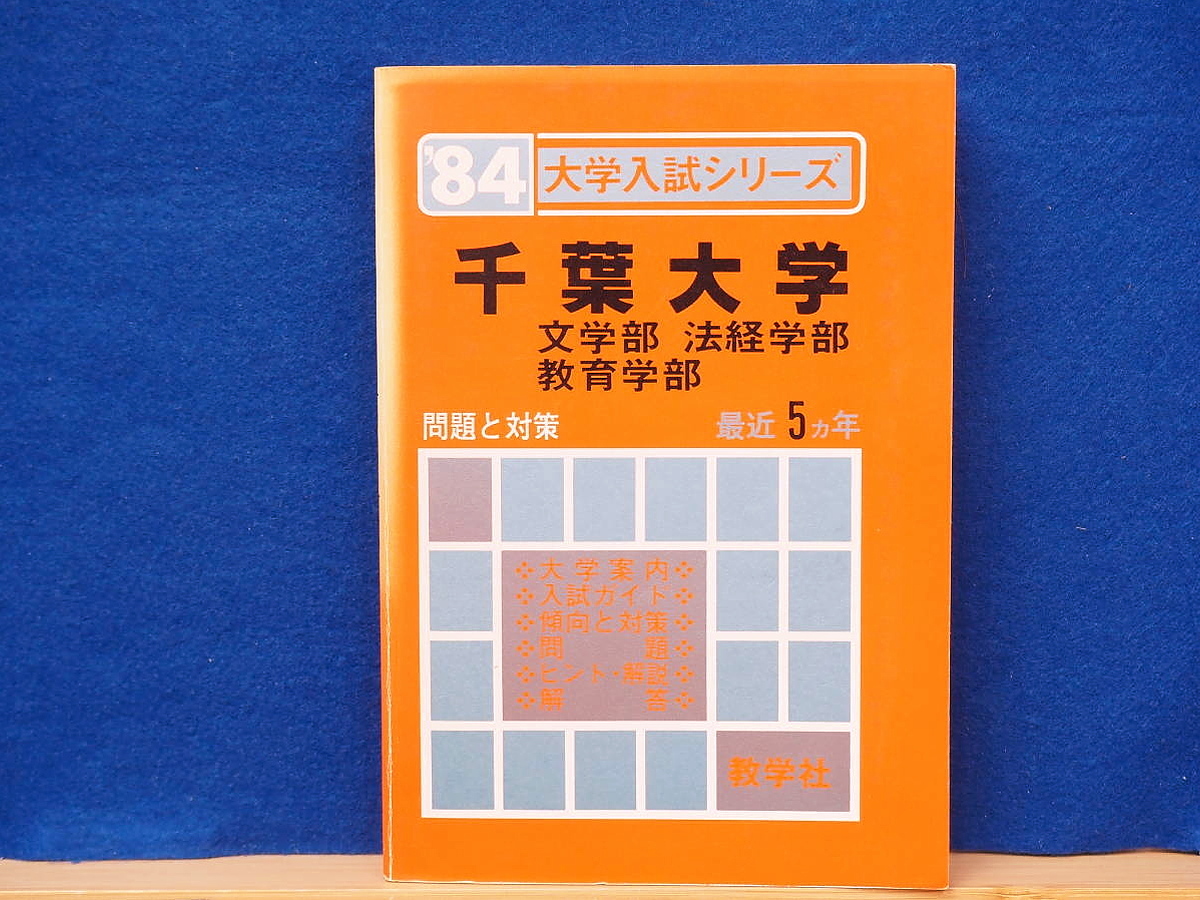 '84 大学入試シリーズ
千葉大学
文学部 法経学部
教育学部
問題と対策 最近5ヵ年
❖大学案内❖
❖入試ガイド❖
❖傾向と対策❖
❖問題❖
❖ヒント・解説❖
❖解答❖
教学社